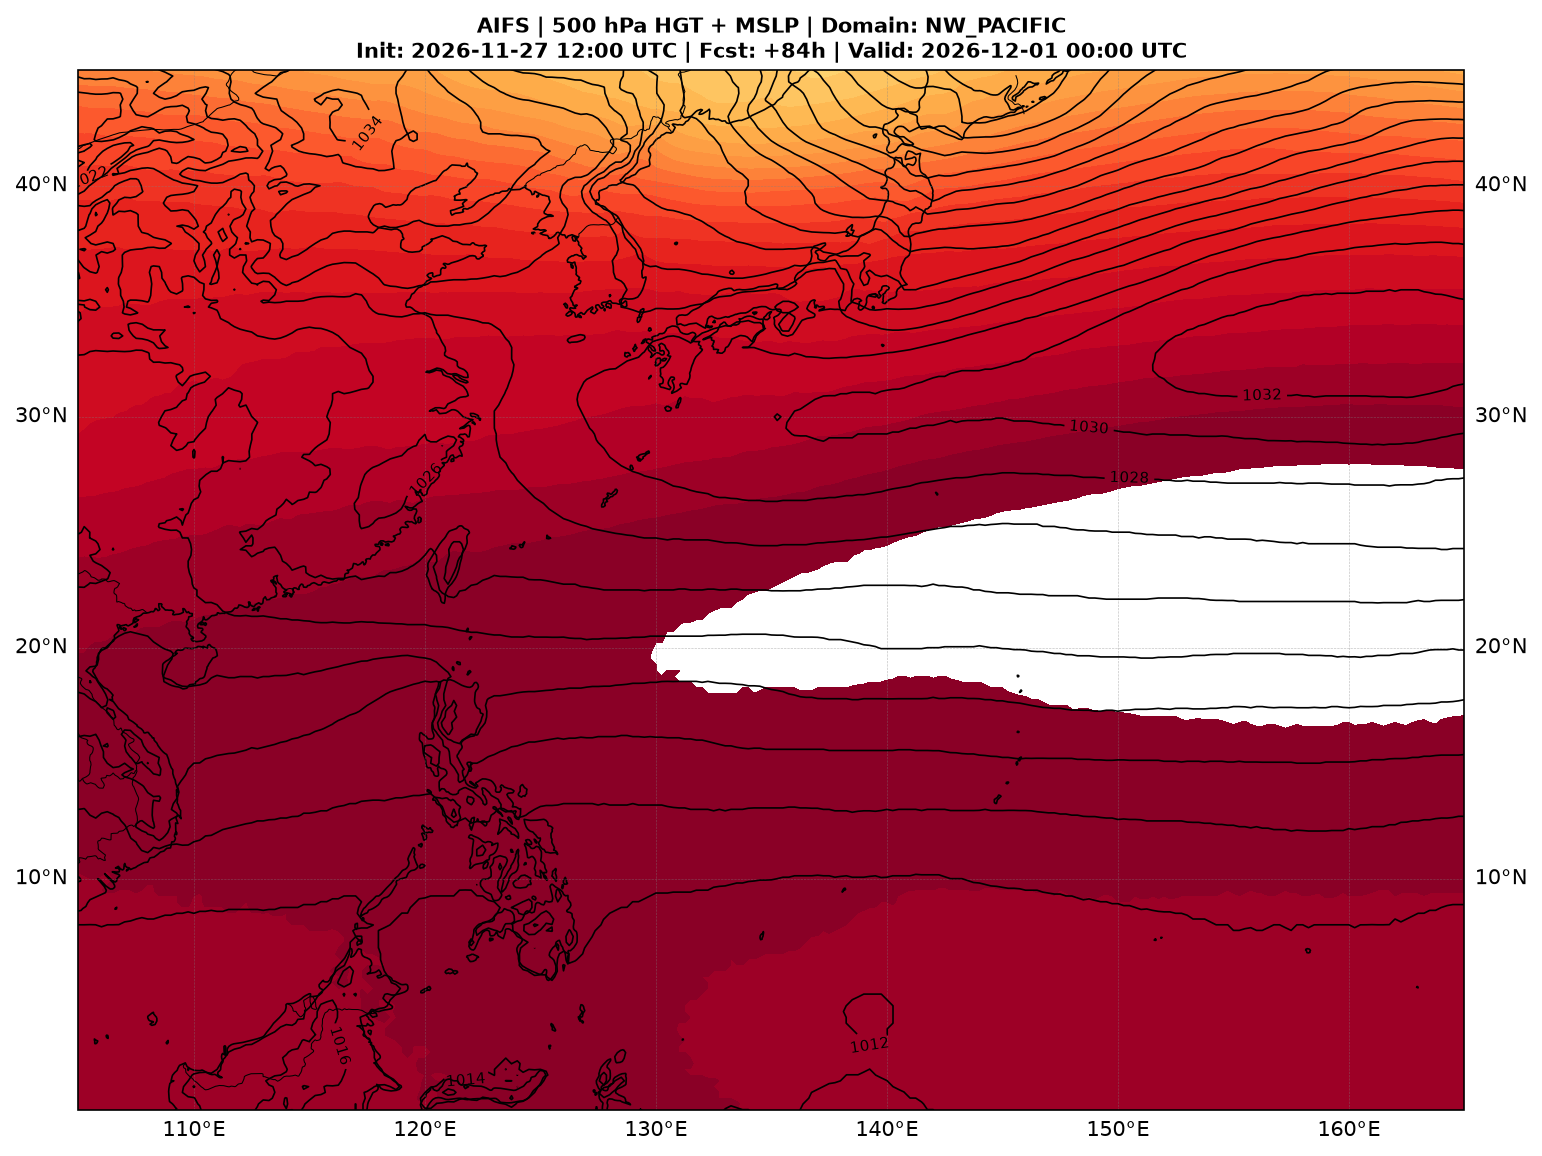 AIFS | 500 hPa HGT + MSLP | Domain: NW_PACIFIC
Init: 2026-11-27 12:00 UTC | Fcst: +84h | Valid: 2026-12-01 00:00 UTC
1034
1022
40°N
40°N
1032
30°N
30°N
1030
1028
1026
20°N
20°N
10°N
10°N
1016
1012
1014
110°E
120°E
130°E
140°E
150°E
160°E